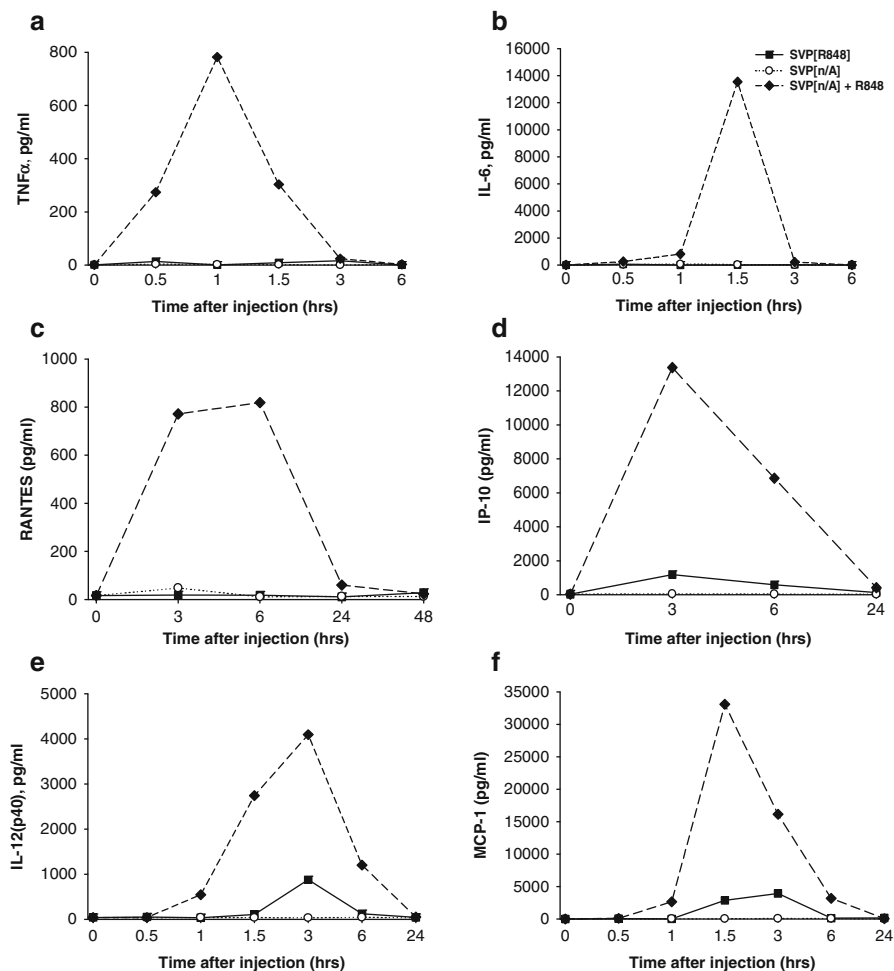 a
800
600
400
200
0
TNFα, pg/ml
0 0.5 1 1.5 3 6
Time after injection (hrs)
b
16000
14000
12000
10000
8000
6000
4000
2000
0
IL-6, pg/ml
SVP[R848]
SVP[n/A]
SVP[n/A] + R848
0 0.5 1 1.5 3 6
Time after injection (hrs)
c
1000
800
600
400
200
0
RANTES (pg/ml)
0 3 6 24 48
Time after injection (hrs)
d
14000
12000
10000
8000
6000
4000
2000
0
IP-10 (pg/ml)
0 3 6 24
Time after injection (hrs)
e
5000
4000
3000
2000
1000
0
IL-12(p40), pg/ml
0 0.5 1 1.5 3 6 24
Time after injection (hrs)
f
35000
30000
25000
20000
15000
10000
5000
0
MCP-1 (pg/ml)
0 0.5 1 1.5 3 6 24
Time after injection (hrs)